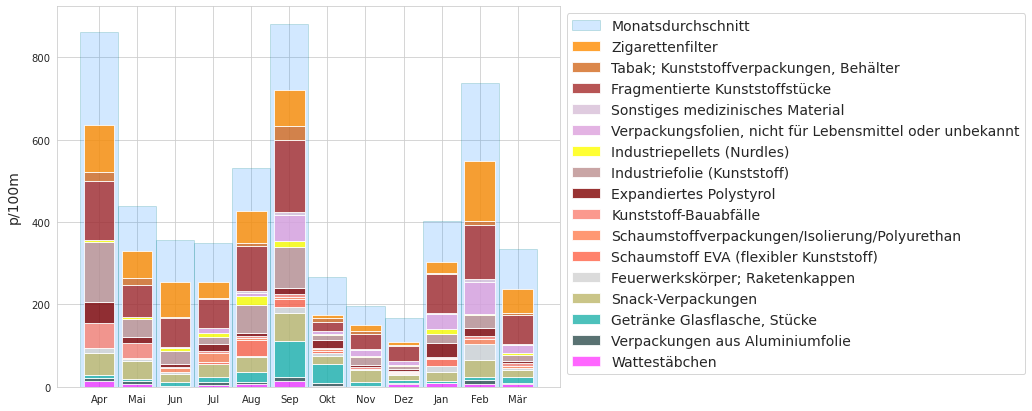 p/100m
800
600
400
200
0
Apr Mai Jun Jul Aug Sep Okt Nov Dez Jan Feb Mär
Monatsdurchschnitt
Zigarettenfilter
Tabak; Kunststoffverpackungen, Behälter
Fragmentierte Kunststoffstücke
Sonstiges medizinisches Material
Verpackungsfolien, nicht für Lebensmittel oder unbekannt
Industriepellets (Nurdles)
Industriefolie (Kunststoff)
Expandiertes Polystyrol
Kunststoff-Bauabfälle
Schaumstoffverpackungen/Isolierung/Polyurethan
Schaumstoff EVA (flexibler Kunststoff)
Feuerwerkskörper; Raketenkappen
Snack-Verpackungen
Getränke Glasflasche, Stücke
Verpackungen aus Aluminiumfolie
Wattestäbchen